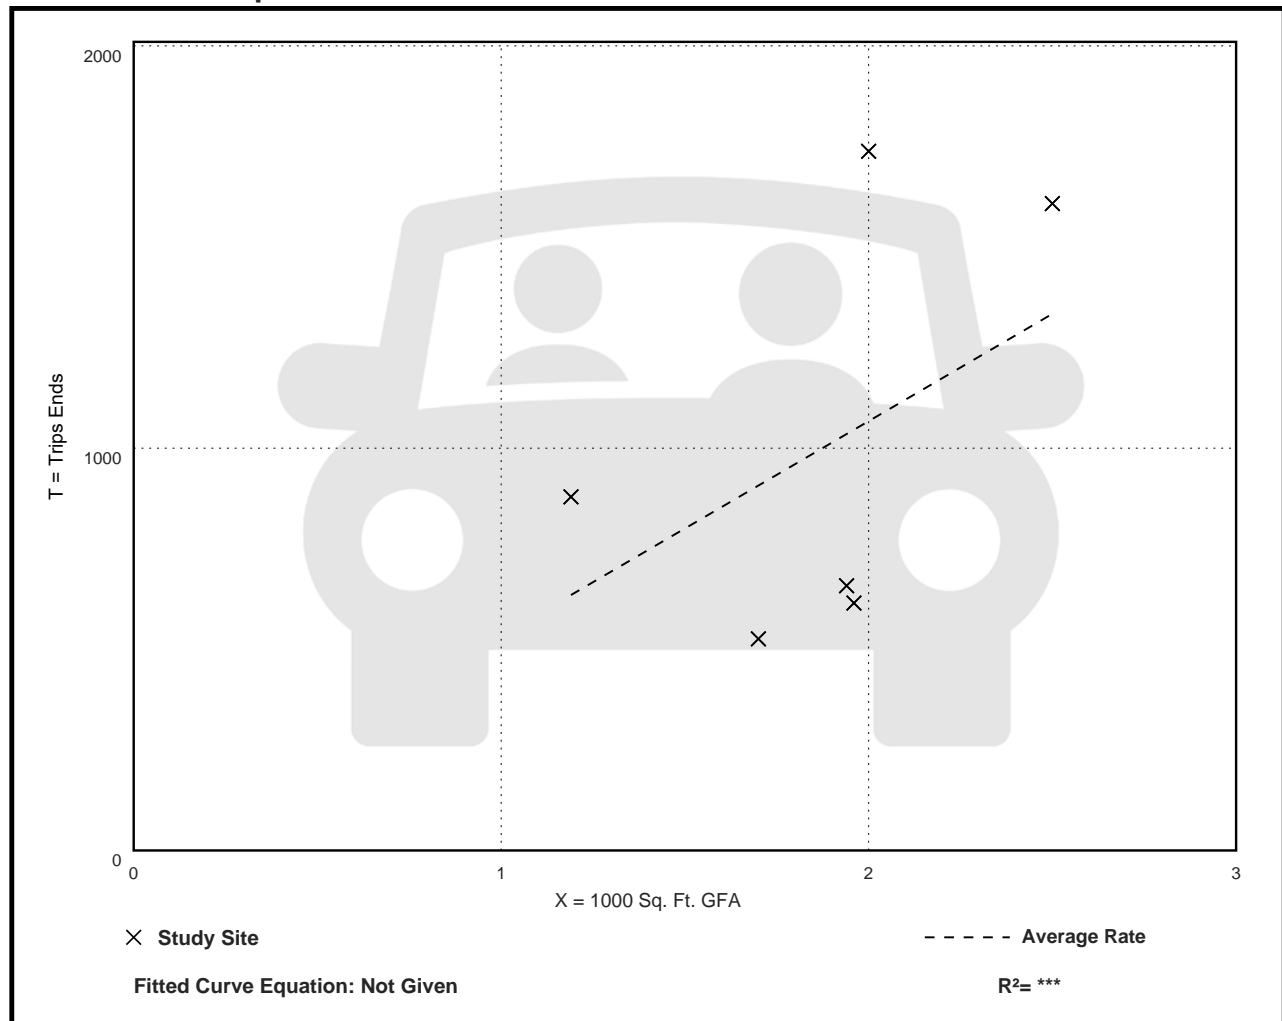 2000
1000
0
T = Trips Ends
0 1 2 3
X = 1000 Sq. Ft. GFA
Study Site
Average Rate
Fitted Curve Equation: Not Given
R²= ***